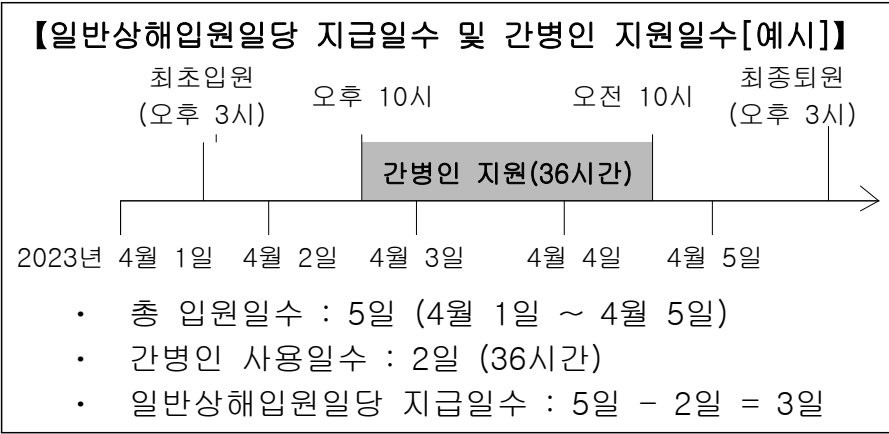 【일반상해입원일당 지급일수 및 간병인 지원일수[예시]】
최초입원 최종퇴원
(오후 3시) 오후 10시 오전 10시 (오후 3시)
간병인 지원(36시간)
2023년 4월 1일 4월 2일 4월 3일 4월 4일 4월 5일
· 총 입원일수 : 5일 (4월 1일 ~ 4월 5일)
· 간병인 사용일수 : 2일 (36시간)
· 일반상해입원일당 지급일수 : 5일 - 2일 = 3일